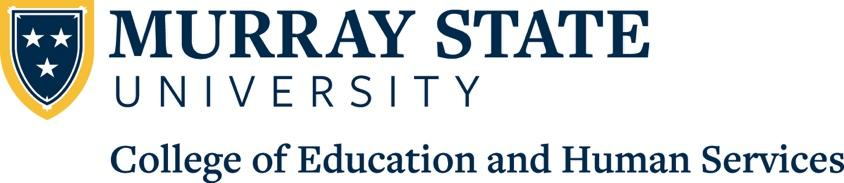 MURRAY STATE
UNIVERSITY
College of Education and Human Services